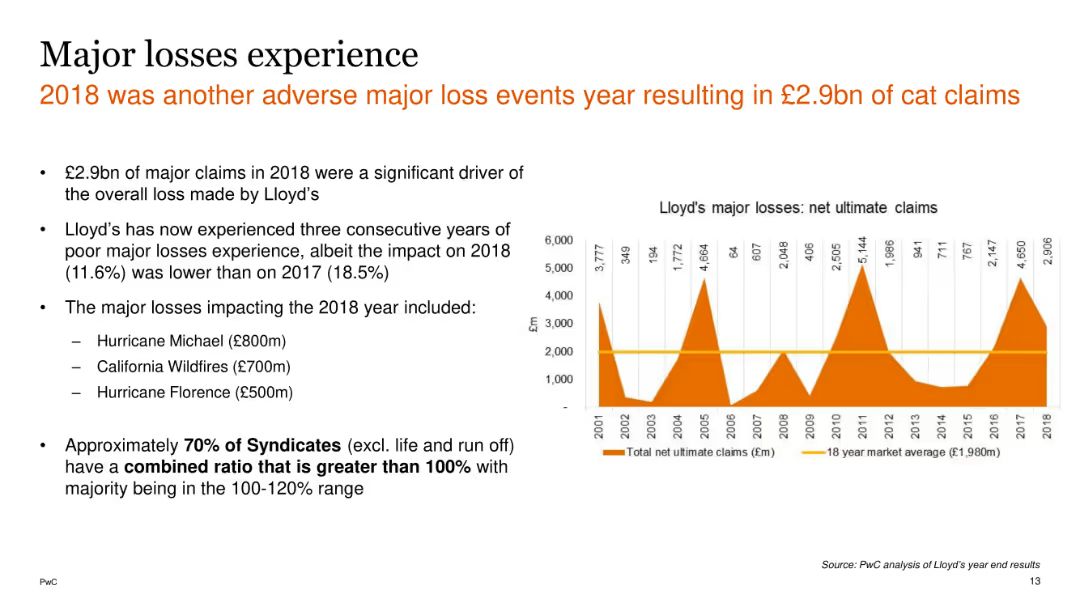 Major losses experience
2018 was another adverse major loss events year resulting in £2.9bn of cat claims
• £2.9bn of major claims in 2018 were a significant driver of
the overall loss made by Lloyd's
• Lloyd's has now experienced three consecutive years of
poor major losses experience, albeit the impact on 2018
(11.6%) was lower than on 2017 (18.5%)
• The major losses impacting the 2018 year included:
– Hurricane Michael (£800m)
– California Wildfires (£700m)
– Hurricane Florence (£500m)
• Approximately 70% of Syndicates (excl. life and run off)
have a combined ratio that is greater than 100% with
majority being in the 100-120% range
Lloyd's major losses: net ultimate claims
£m
6,000
5,000
4,000
3,000
2,000
1,000
-
3,777
349
194
1,772
4,664
64
607
2,048
406
2,505
5,144
1,986
941
711
767
2,147
4,650
2,906
2001
2002
2003
2004
2005
2006
2007
2008
2009
2010
2011
2012
2013
2014
2015
2016
2017
2018
Total net ultimate claims (£m)
18 year market average (£1,980m)
Source: PwC analysis of Lloyd's year end results
PwC
13